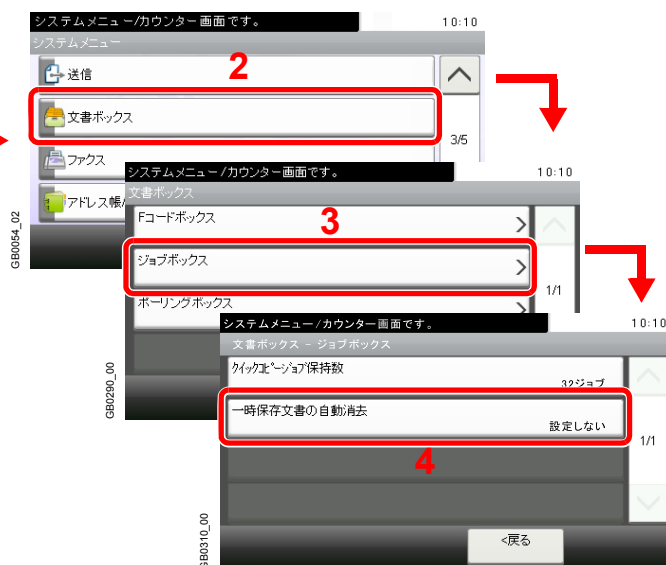 システムメニュー/カウンター画面です。
10:10
システムメニュー
送信
2
文書ボックス
3/5
ファクス
アドレス帳/
GB0054_02
システムメニュー/カウンター画面です。
10:10
文書ボックス
Fコードボックス
3
ジョブボックス
1/1
ポーリングボックス
GB0290_00
システムメニュー/カウンター画面です。
10:10
文書ボックス - ジョブボックス
クイックコピージョブ保持数
32ジョブ
一時保存文書の自動消去
設定しない
1/1
4
GB0310_00
<戻る